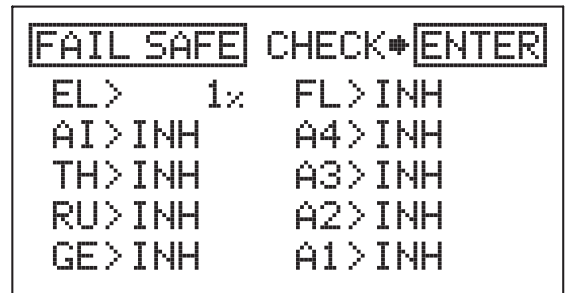 FAIL SAFE CHECK➧ENTER
EL> 1% FL>INH
AI>INH A4>INH
TH>INH A3>INH
RU>INH A2>INH
GE>INH A1>INH